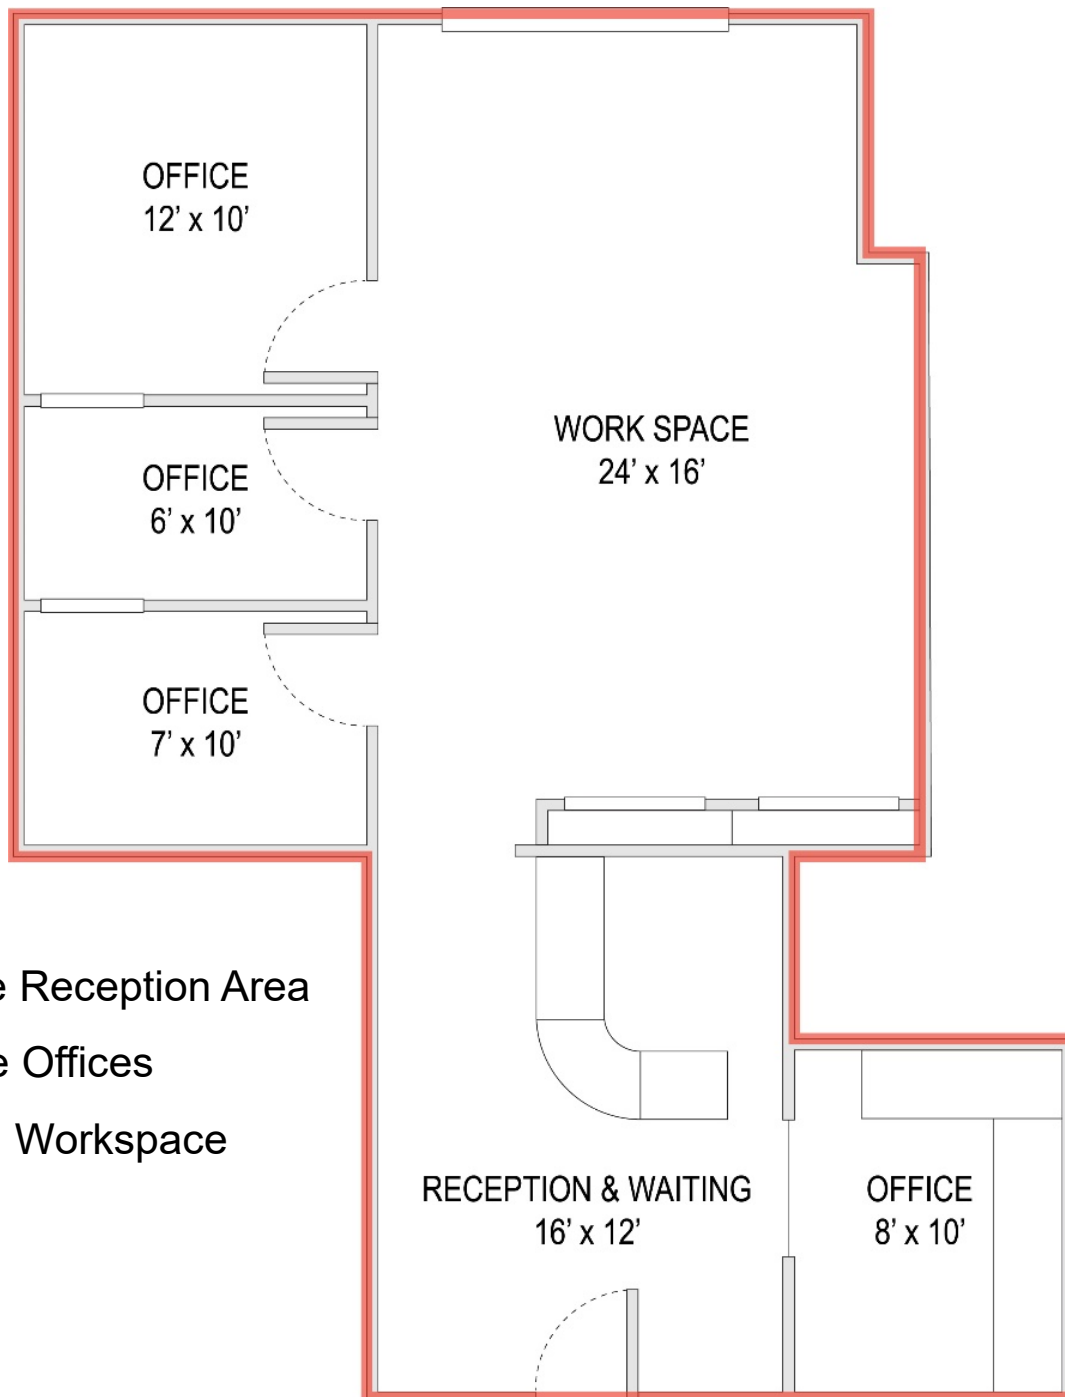 OFFICE
12’ x 10’
OFFICE
6’ x 10’
WORK SPACE
24’ x 16’
OFFICE
7’ x 10’
e Reception Area
e Offices
Workspace
RECEPTION & WAITING
16’ x 12’
OFFICE
8’ x 10’